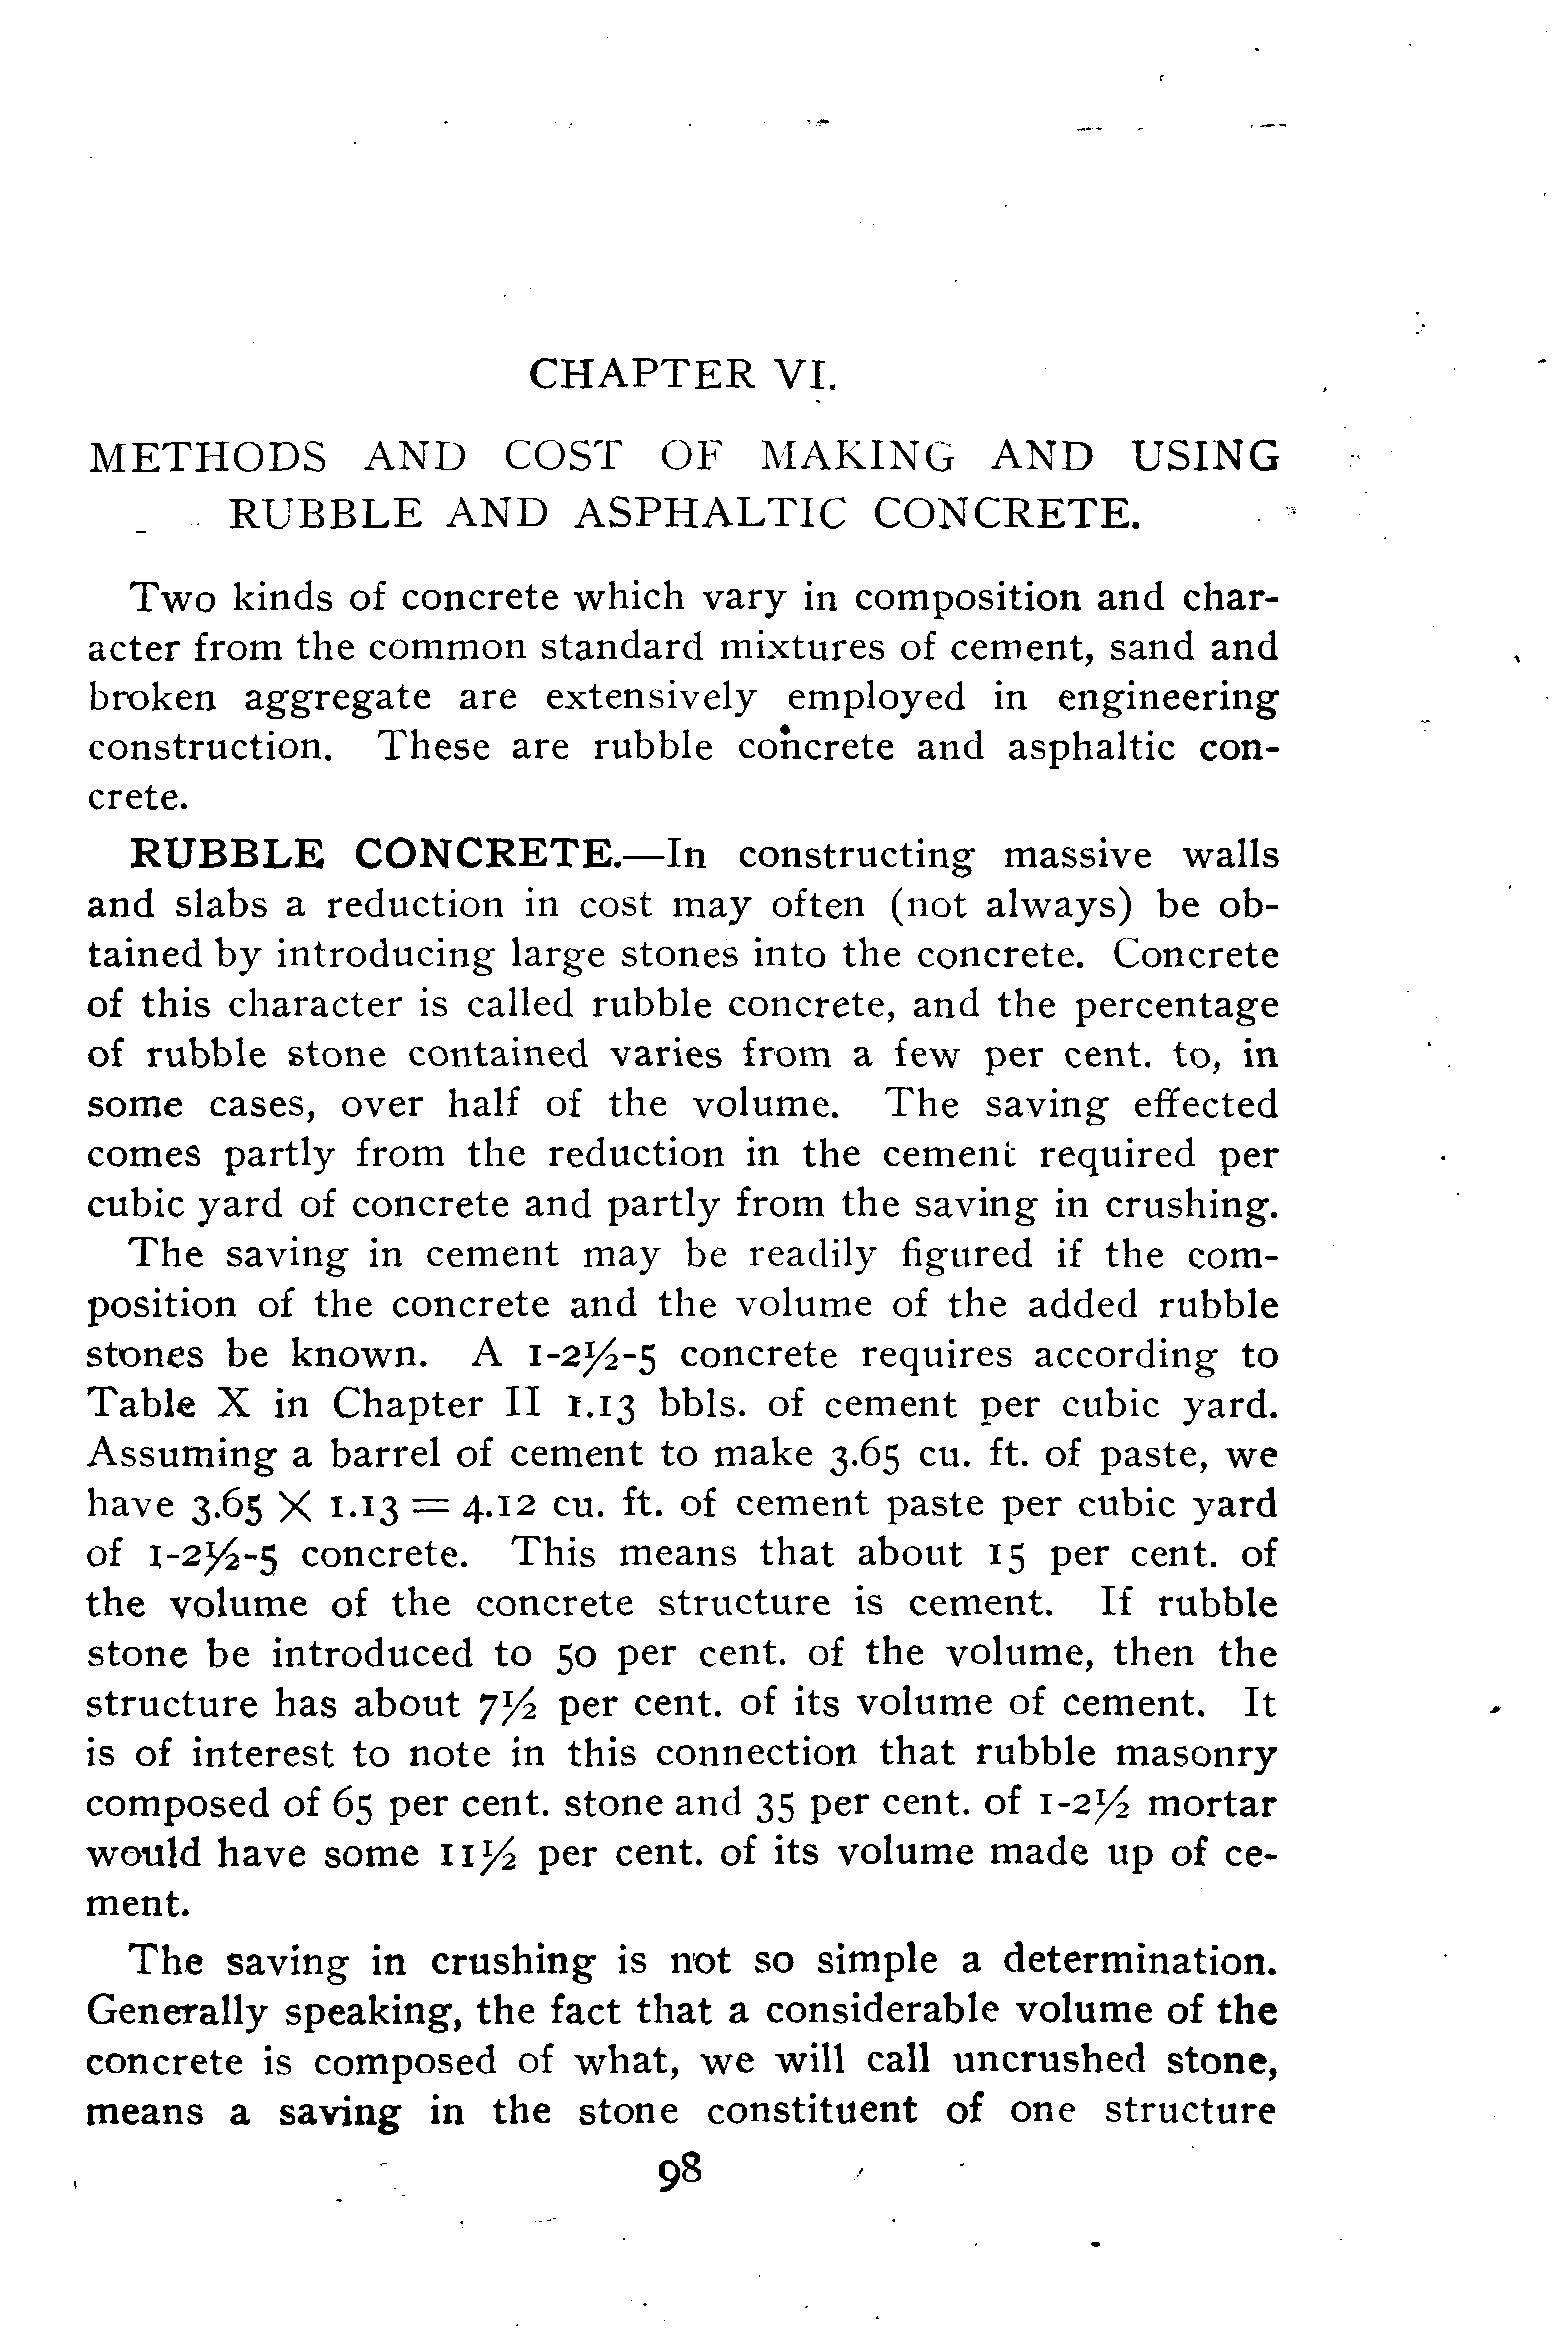 CHAPTER VI.
METHODS AND COST OF MAKING AND USING
RUBBLE AND ASPHALTIC CONCRETE.
Two kinds of concrete which vary in composition and char-
acter from the common standard mixtures of cement, sand and
broken aggregate are extensively employed in engineering
construction. These are rubble concrete and asphaltic con-
crete.
RUBBLE CONCRETE.—In constructing massive walls
and slabs a reduction in cost may often (not always) be ob-
tained by introducing large stones into the concrete. Concrete
of this character is called rubble concrete, and the percentage
of rubble stone contained varies from a few per cent. to, in
some cases, over half of the volume. The saving effected
comes partly from the reduction in the cement required per
cubic yard of concrete and partly from the saving in crushing.
The saving in cement may be readily figured if the com-
position of the concrete and the volume of the added rubble
stones be known. A 1-2½-5 concrete requires according to
Table X in Chapter II 1.13 bbls. of cement per cubic yard.
Assuming a barrel of cement to make 3.65 cu. ft. of paste, we
have 3.65 × 1.13 = 4.12 cu. ft. of cement paste per cubic yard
of 1-2½-5 concrete. This means that about 15 per cent. of
the volume of the concrete structure is cement. If rubble
stone be introduced to 50 per cent. of the volume, then the
structure has about 7½ per cent. of its volume of cement. It
is of interest to note in this connection that rubble masonry
composed of 65 per cent. stone and 35 per cent. of 1-2½ mortar
would have some 11½ per cent. of its volume made up of ce-
ment.
The saving in crushing is not so simple a determination.
Generally speaking, the fact that a considerable volume of the
concrete is composed of what, we will call uncrushed stone,
means a saving in the stone constituent of one structure
98